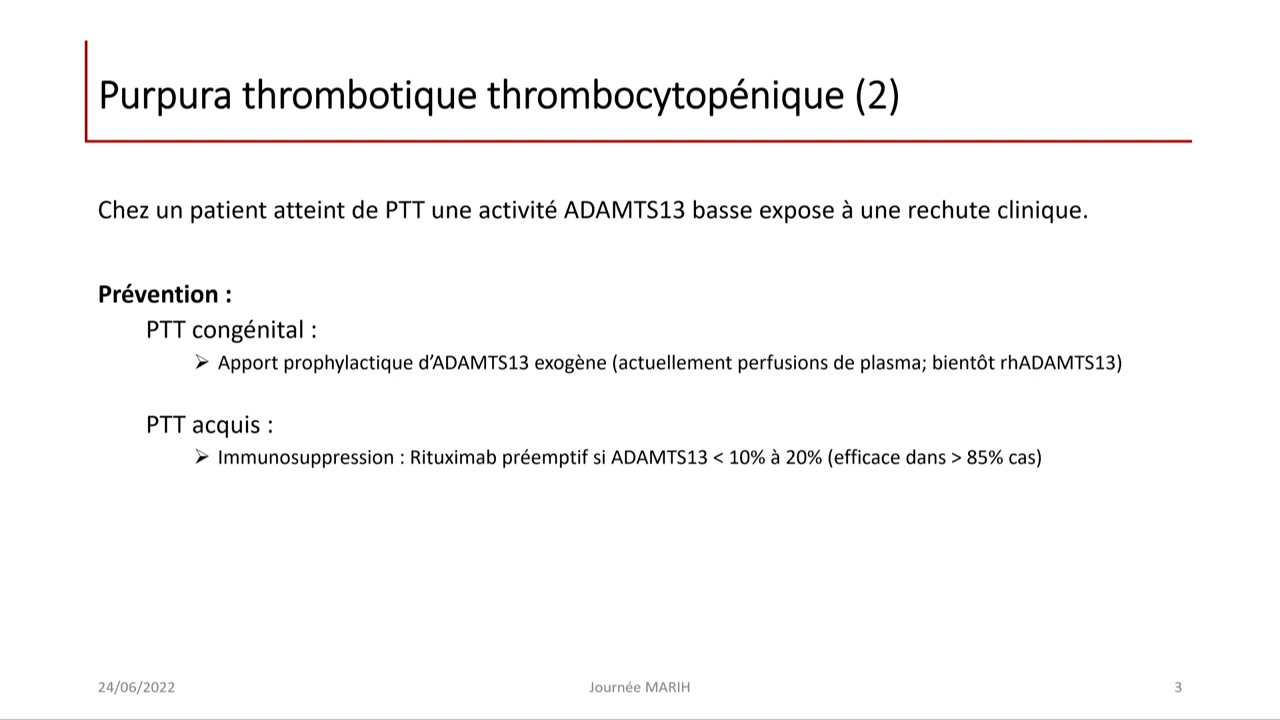 Purpura thrombotique thrombocytopénique (2)
Chez un patient atteint de PTT une activité ADAMTS13 basse expose à une rechute clinique.
Prévention :
PTT congénital :
➢ Apport prophylactique d’ADAMTS13 exogène (actuellement perfusions de plasma; bientôt rhADAMTS13)
PTT acquis :
➢ Immunosuppression : Rituximab préemptif si ADAMTS13 < 10% à 20% (efficace dans > 85% cas)
24/06/2022
Journée MARIH
3